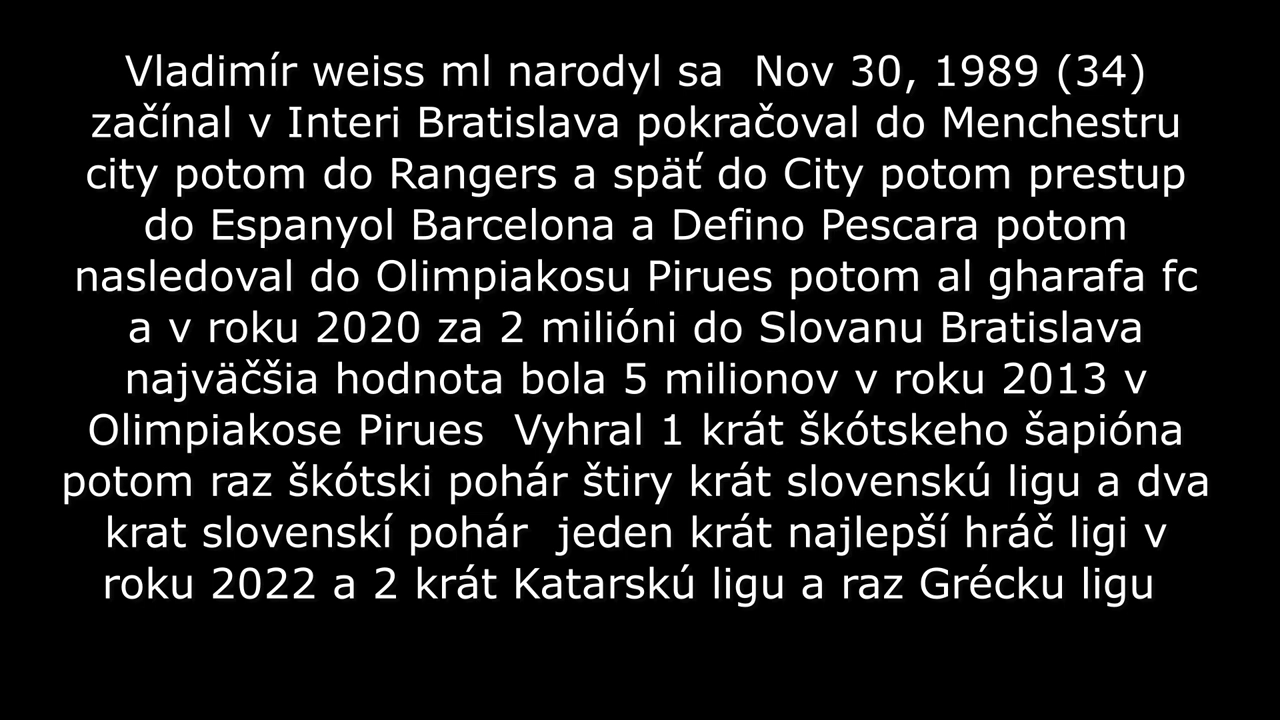 Vladimír weiss ml narodyl sa  Nov 30, 1989 (34)
začínal v Interi Bratislava pokračoval do Menchestru
city potom do Rangers a späť do City potom prestup
do Espanyol Barcelona a Defino Pescara potom
nasledoval do Olimpiakosu Pirues potom al gharafa fc
a v roku 2020 za 2 milióni do Slovanu Bratislava
najväčšia hodnota bola 5 milionov v roku 2013 v
Olimpiakose Pirues  Vyhral 1 krát škótskeho šapióna
potom raz škótski pohár štiry krát slovenskú ligu a dva
krat slovenskí pohár  jeden krát najlepší hráč ligi v
roku 2022 a 2 krát Katarskú ligu a raz Grécku ligu